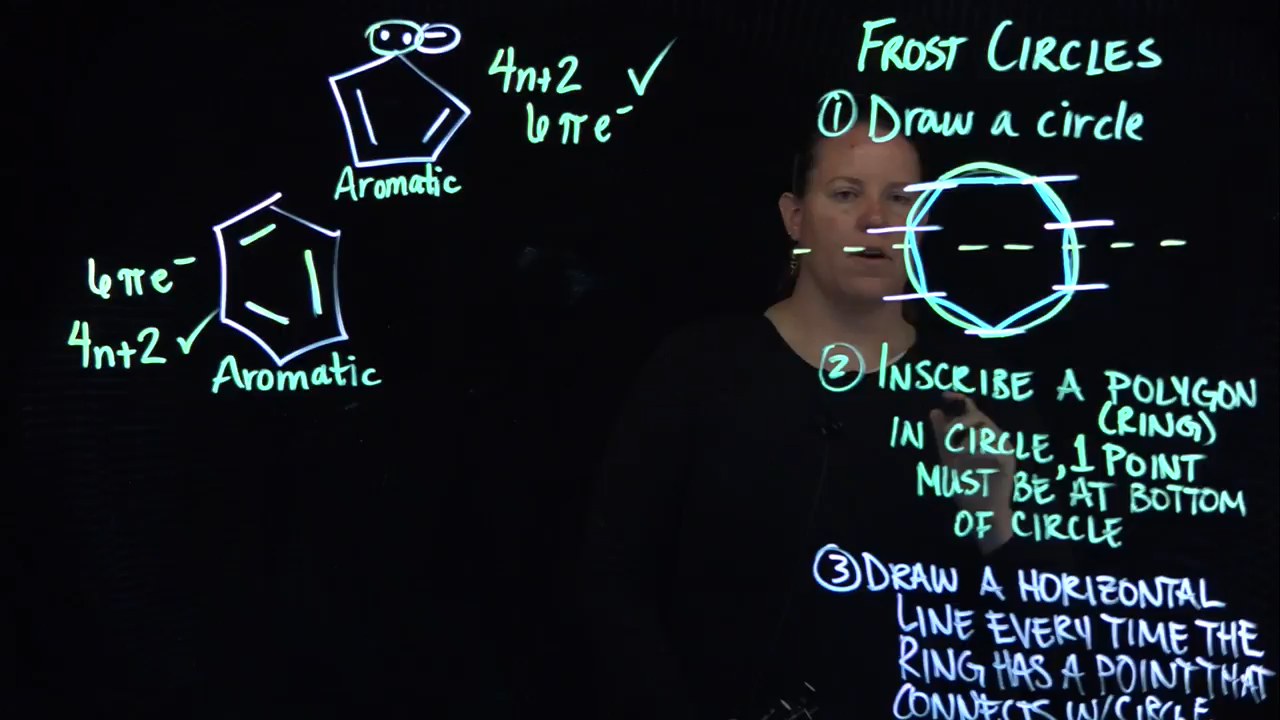 4n+2 ✓
6πe⁻
Aromatic
6πe⁻
4n+2 ✓
Aromatic
FROST CIRCLES
① Draw a circle
② INSCRIBE A POLYGON
(RING)
IN CIRCLE, 1 POINT
MUST BE AT BOTTOM
OF CIRCLE
③ DRAW A HORIZONTAL
LINE EVERY TIME THE
RING HAS A POINT THAT
CONNECTS W/CIRCLE